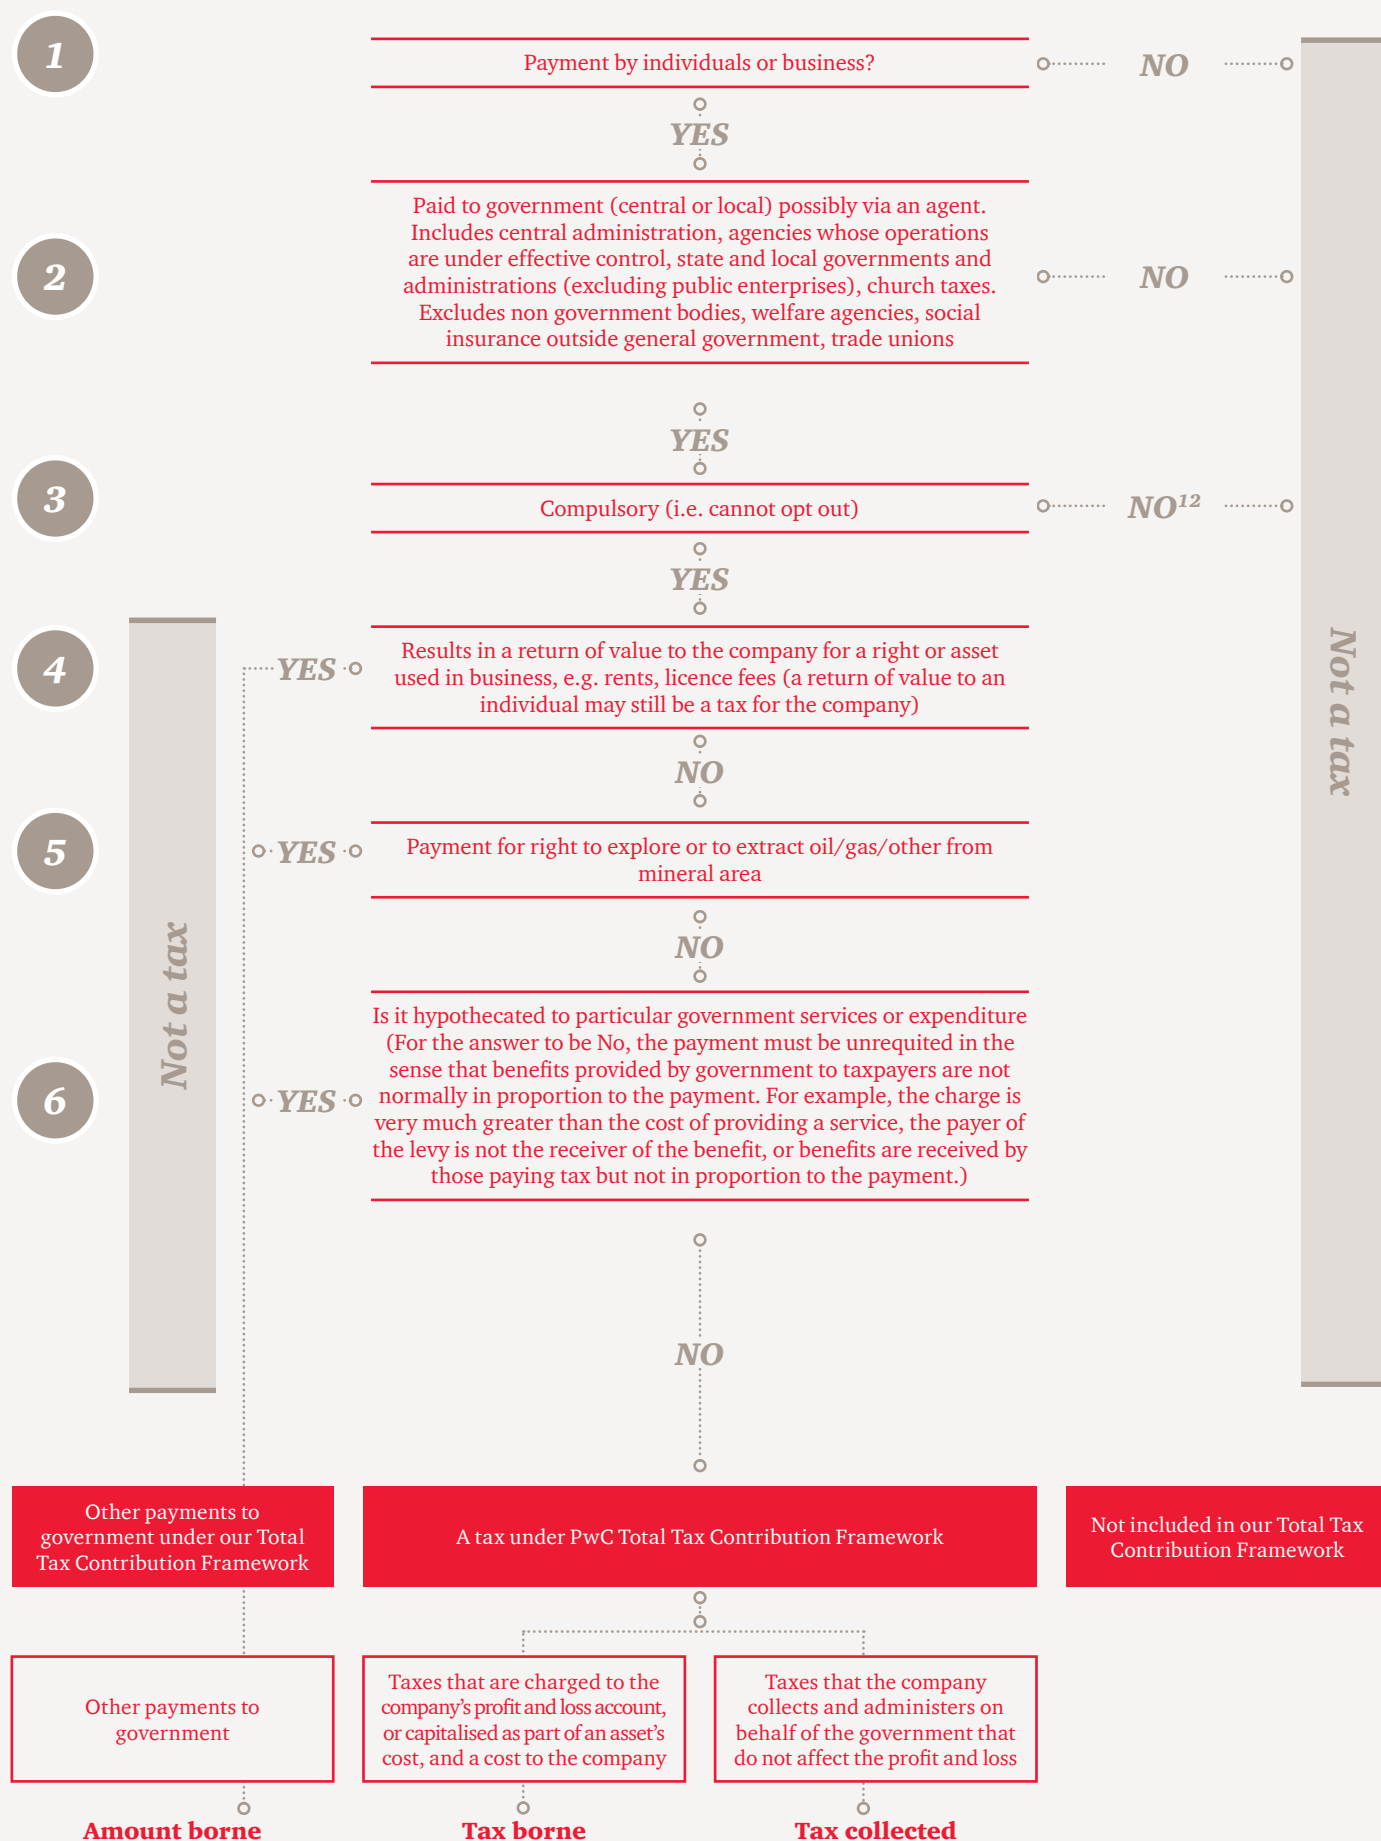 1
Payment by individuals or business?
NO
YES
2
Paid to government (central or local) possibly via an agent.
Includes central administration, agencies whose operations
are under effective control, state and local governments and
administrations (excluding public enterprises), church taxes.
Excludes non government bodies, welfare agencies, social
insurance outside general government, trade unions
NO
YES
3
Compulsory (i.e. cannot opt out)
NO¹²
YES
4
YES
Results in a return of value to the company for a right or asset
used in business, e.g. rents, licence fees (a return of value to an
individual may still be a tax for the company)
Not a tax
NO
5
YES
Payment for right to explore or to extract oil/gas/other from
mineral area
NO
Not a tax
6
YES
Is it hypothecated to particular government services or expenditure
(For the answer to be No, the payment must be unrequited in the
sense that benefits provided by government to taxpayers are not
normally in proportion to the payment. For example, the charge is
very much greater than the cost of providing a service, the payer of
the levy is not the receiver of the benefit, or benefits are received by
those paying tax but not in proportion to the payment.)
NO
Other payments to
government under our Total
Tax Contribution Framework
A tax under PwC Total Tax Contribution Framework
Not included in our Total Tax
Contribution Framework
Other payments to
government
Taxes that are charged to the
company's profit and loss account,
or capitalised as part of an asset's
cost, and a cost to the company
Taxes that the company
collects and administers on
behalf of the government that
do not affect the profit and loss
Amount borne
Tax borne
Tax collected